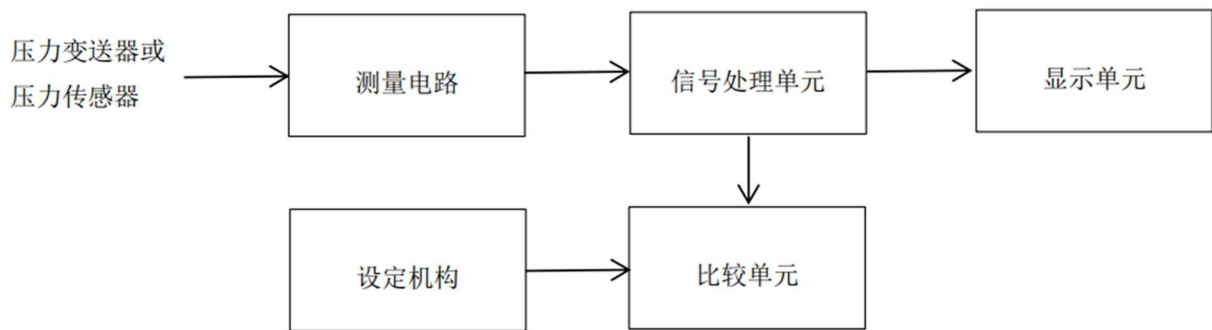 压力变送器或
压力传感器
测量电路
信号处理单元
显示单元
设定机构
比较单元